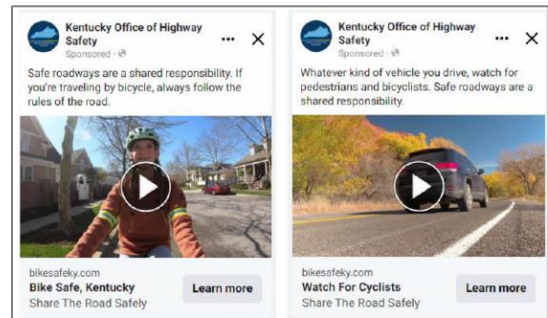 Kentucky Office of Highway
Safety
Sponsored ·
Safe roadways are a shared responsibility. If
you're traveling by bicycle, always follow the
rules of the road.
bikesafeky.com
Bike Safe, Kentucky
Share The Road Safely
Learn more
Kentucky Office of Highway
Safety
Sponsored ·
Whatever kind of vehicle you drive, watch for
pedestrians and bicyclists. Safe roadways are a
shared responsibility.
bikesafeky.com
Watch For Cyclists
Share The Road Safely
Learn more